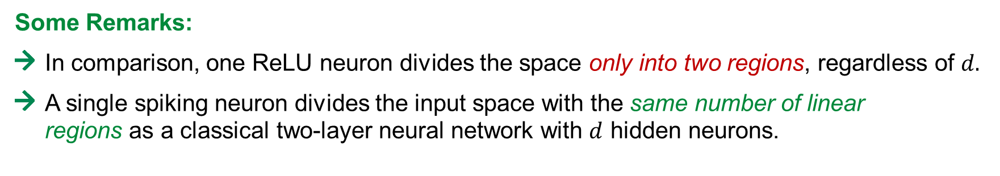 Some Remarks:
→ In comparison, one ReLU neuron divides the space only into two regions, regardless of d.
→ A single spiking neuron divides the input space with the same number of linear
regions as a classical two-layer neural network with d hidden neurons.